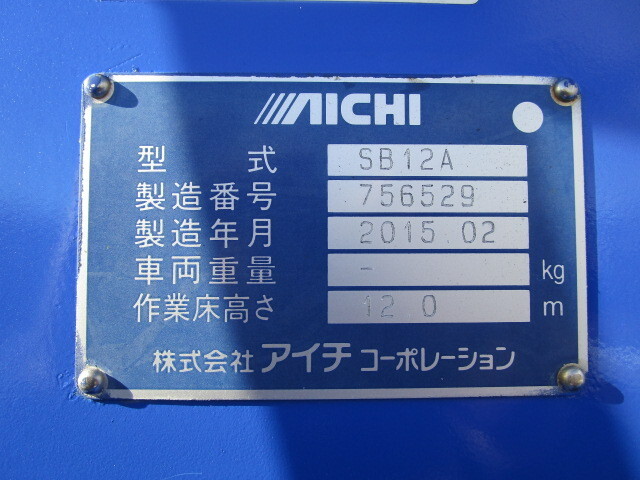 AICHI
型式 SB12A
製造番号 756529
製造年月 2015.02
車両重量 - kg
作業床高さ 12.0 m
株式会社アイチコーポレーション